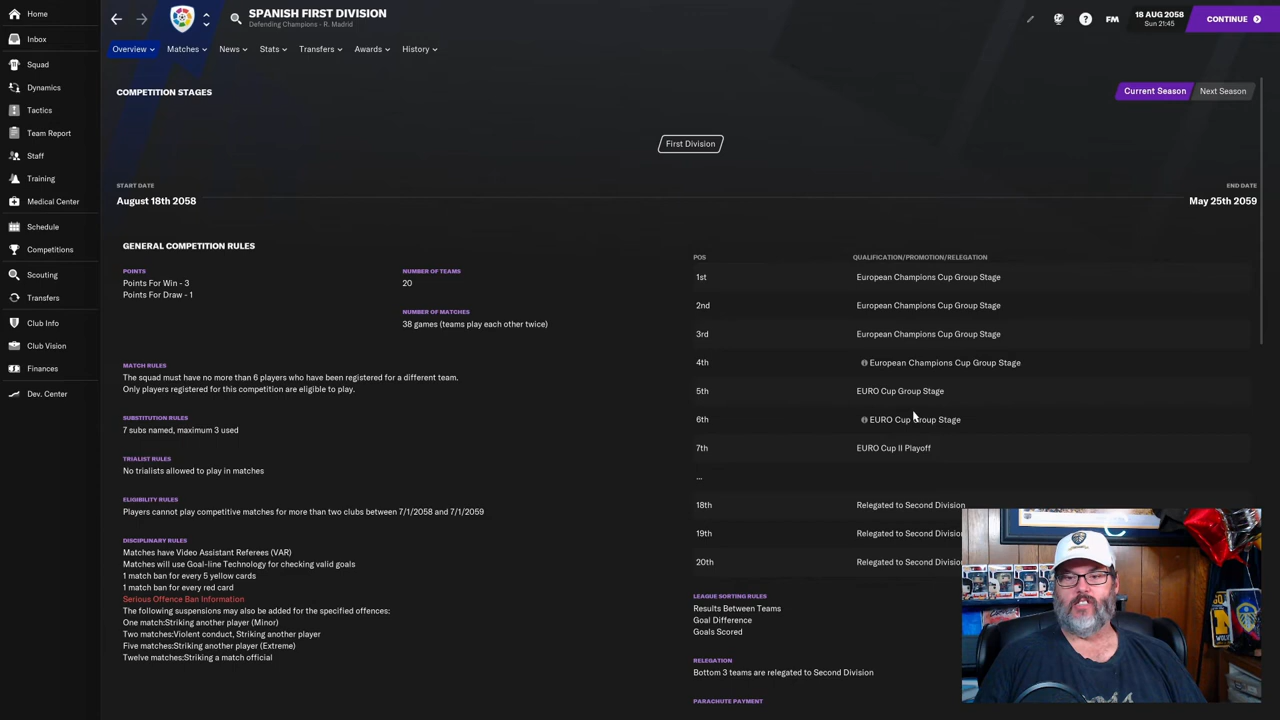 Home
Inbox
Squad
Dynamics
Tactics
Team Report
Staff
Training
Medical Center
Schedule
Competitions
Scouting
Transfers
Club Info
Club Vision
Finances
Dev. Center
SPANISH FIRST DIVISION
Defending Champions - R. Madrid
FM
18 AUG 2058
Sun 21:45
CONTINUE
Overview
Matches
News
Stats
Transfers
Awards
History
COMPETITION STAGES
Current Season
Next Season
First Division
START DATE
August 18th 2058
END DATE
May 25th 2059
GENERAL COMPETITION RULES
POINTS
Points For Win - 3
Points For Draw - 1
NUMBER OF TEAMS
20
NUMBER OF MATCHES
38 games (teams play each other twice)
MATCH RULES
The squad must have no more than 6 players who have been registered for a different team.
Only players registered for this competition are eligible to play.
SUBSTITUTION RULES
7 subs named, maximum 3 used
TRIALIST RULES
No trialists allowed to play in matches
ELIGIBILITY RULES
Players cannot play competitive matches for more than two clubs between 7/1/2058 and 7/1/2059
DISCIPLINARY RULES
Matches have Video Assistant Referees (VAR)
Matches will use Goal-line Technology for checking valid goals
1 match ban for every 5 yellow cards
1 match ban for every red card
Serious Offence Ban Information
The following suspensions may also be added for the specified offences:
One match:Striking another player (Minor)
Two matches:Violent conduct, Striking another player
Five matches:Striking another player (Extreme)
Twelve matches:Striking a match official
POS QUALIFICATION/PROMOTION/RELEGATION
1st European Champions Cup Group Stage
2nd European Champions Cup Group Stage
3rd European Champions Cup Group Stage
4th European Champions Cup Group Stage
5th EURO Cup Group Stage
6th EURO Cup Group Stage
7th EURO Cup II Playoff
...
18th Relegated to Second Division
19th Relegated to Second Divisio
20th Relegated to Second Divisio
LEAGUE SORTING RULES
Results Between Teams
Goal Difference
Goals Scored
RELEGATION
Bottom 3 teams are relegated to Second Division
PARACHUTE PAYMENT